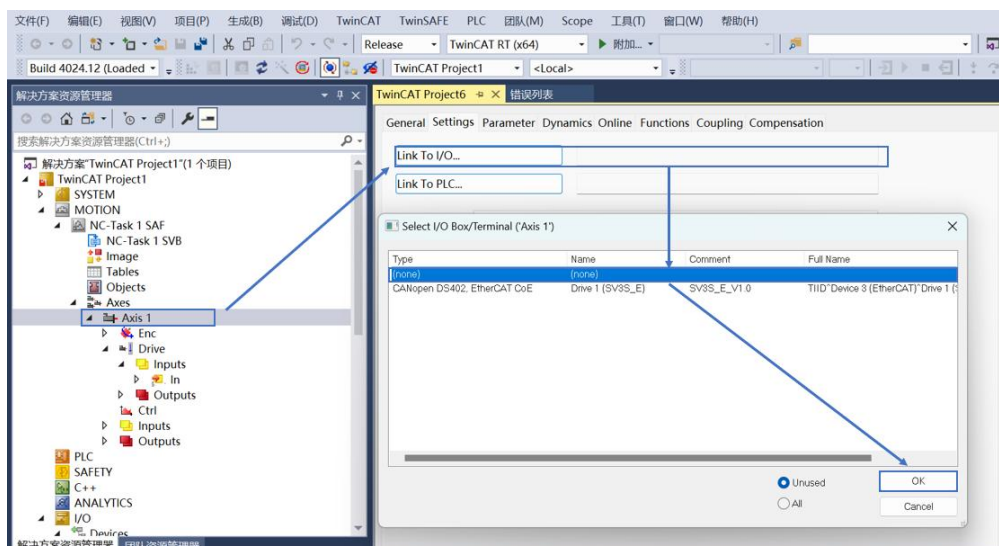 文件(F) 编辑(E) 视图(V) 项目(P) 生成(B) 调试(D) TwinCAT TwinSAFE PLC 团队(M) Scope 工具(T) 窗口(W) 帮助(H)
Release TwinCAT RT (x64) 附加...
Build 4024.12 (Loaded TwinCAT Project1 <Local>
解决方案资源管理器
搜索解决方案资源管理器(Ctrl+;)
解决方案"TwinCAT Project1"(1 个项目)
TwinCAT Project1
SYSTEM
MOTION
NC-Task 1 SAF
NC-Task 1 SVB
Image
Tables
Objects
Axes
Axis 1
Enc
Drive
Inputs
In
Outputs
Ctrl
Inputs
Outputs
PLC
SAFETY
C++
ANALYTICS
I/O
Devices
解决方案资源管理器 团队资源管理器
TwinCAT Project6 错误列表
General Settings Parameter Dynamics Online Functions Coupling Compensation
Link To I/O...
Link To PLC...
Select I/O Box/Terminal ('Axis 1')
Type Name Comment Full Name
(none) (none)
CANopen DS402, EtherCAT CoE Drive 1 (SV3S_E) SV3S_E_V1.0 TIID^Device 3 (EtherCAT)^Drive 1 (
Unused
All
OK
Cancel